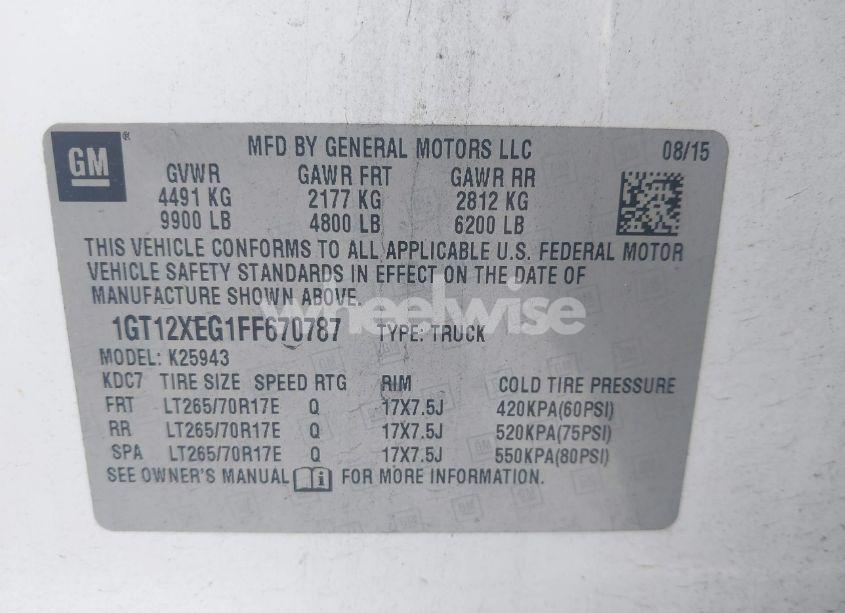 GM®
MFD BY GENERAL MOTORS LLC 08/15
GVWR GAWR FRT GAWR RR
4491 KG 2177 KG 2812 KG
9900 LB 4800 LB 6200 LB
THIS VEHICLE CONFORMS TO ALL APPLICABLE U.S. FEDERAL MOTOR
VEHICLE SAFETY STANDARDS IN EFFECT ON THE DATE OF
MANUFACTURE SHOWN ABOVE.
wheelwise
1GT12XEG1FF670787 TYPE: TRUCK
MODEL: K25943
KDC7 TIRE SIZE SPEED RTG RIM COLD TIRE PRESSURE
FRT LT265/70R17E Q 17X7.5J 420KPA(60PSI)
RR LT265/70R17E Q 17X7.5J 520KPA(75PSI)
SPA LT265/70R17E Q 17X7.5J 550KPA(80PSI)
SEE OWNER'S MANUAL FOR MORE INFORMATION.